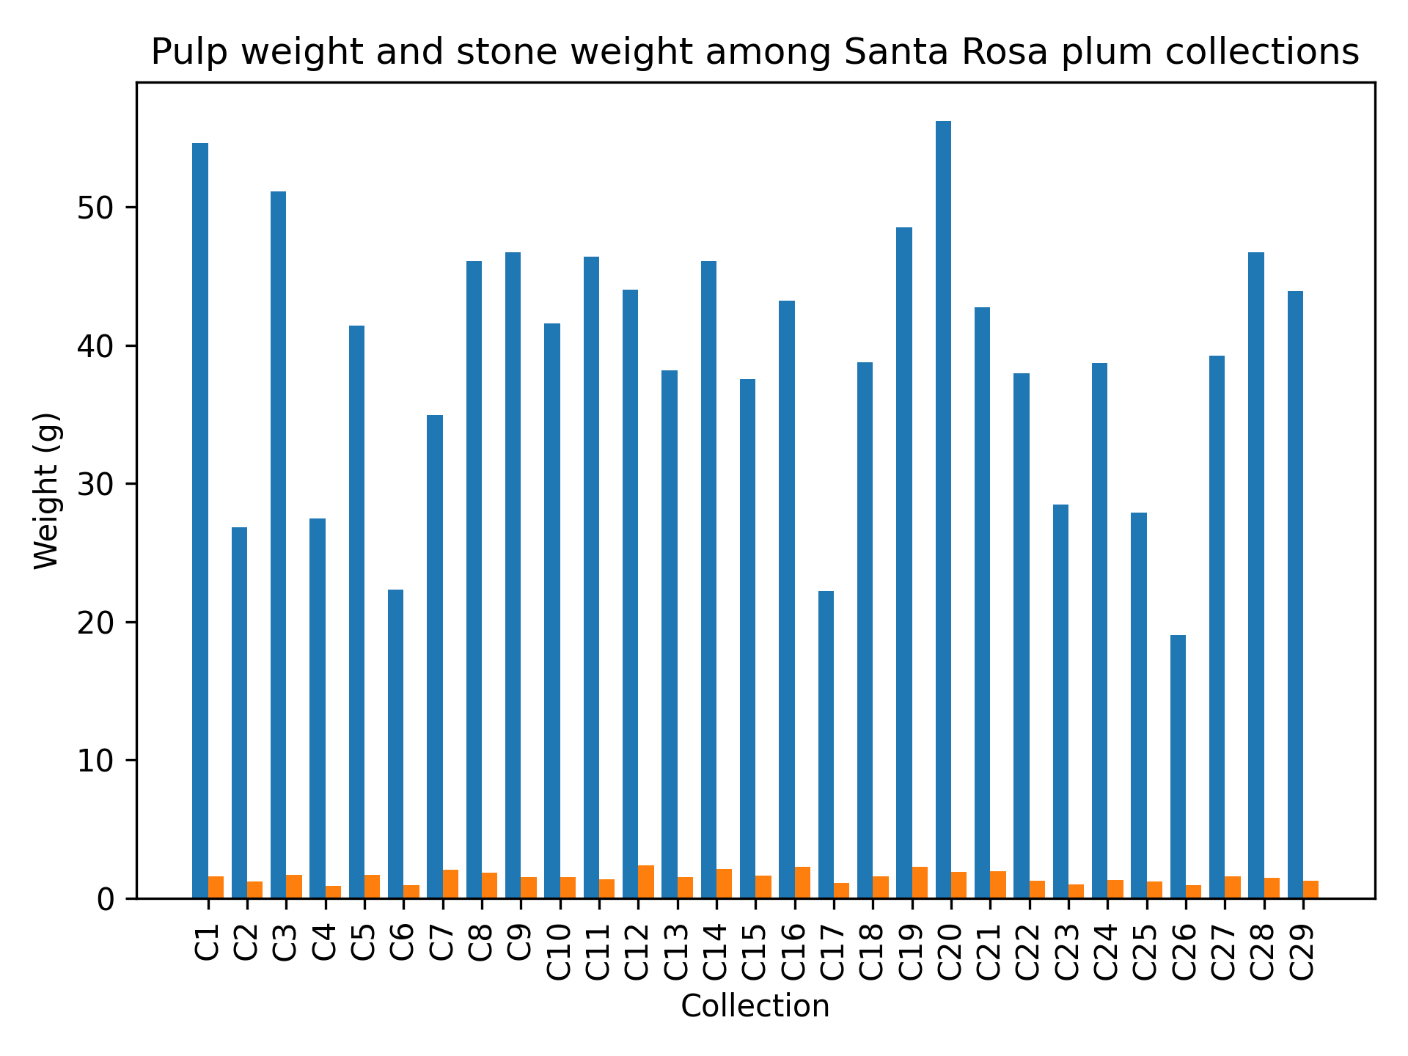 Pulp weight and stone weight among Santa Rosa plum collections
Weight (g)
50
40
30
20
10
0
C1
C2
C3
C4
C5
C6
C7
C8
C9
C10
C11
C12
C13
C14
C15
C16
C17
C18
C19
C20
C21
C22
C23
C24
C25
C26
C27
C28
C29
Collection